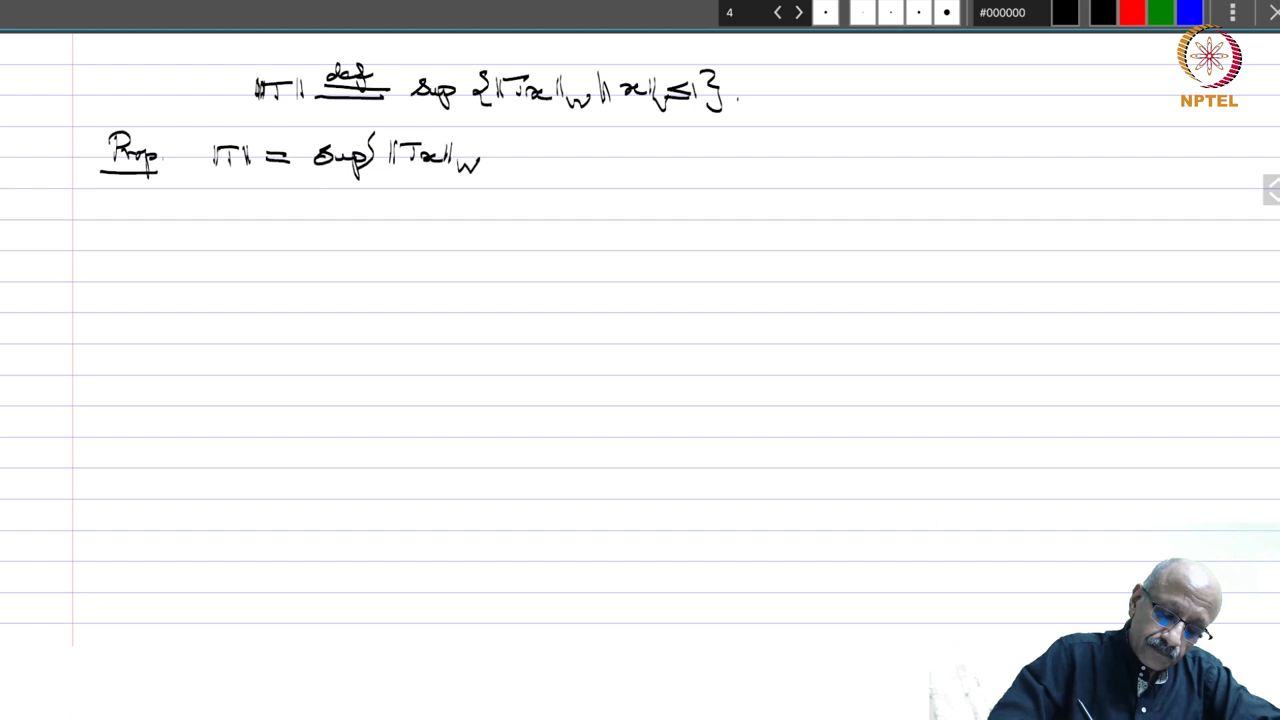 4 #000000
NPTEL
‖T‖ def sup {‖Tx‖_W | ‖x‖_V ≤ 1}.
Prop. ‖T‖ = sup{ ‖Tx‖_W